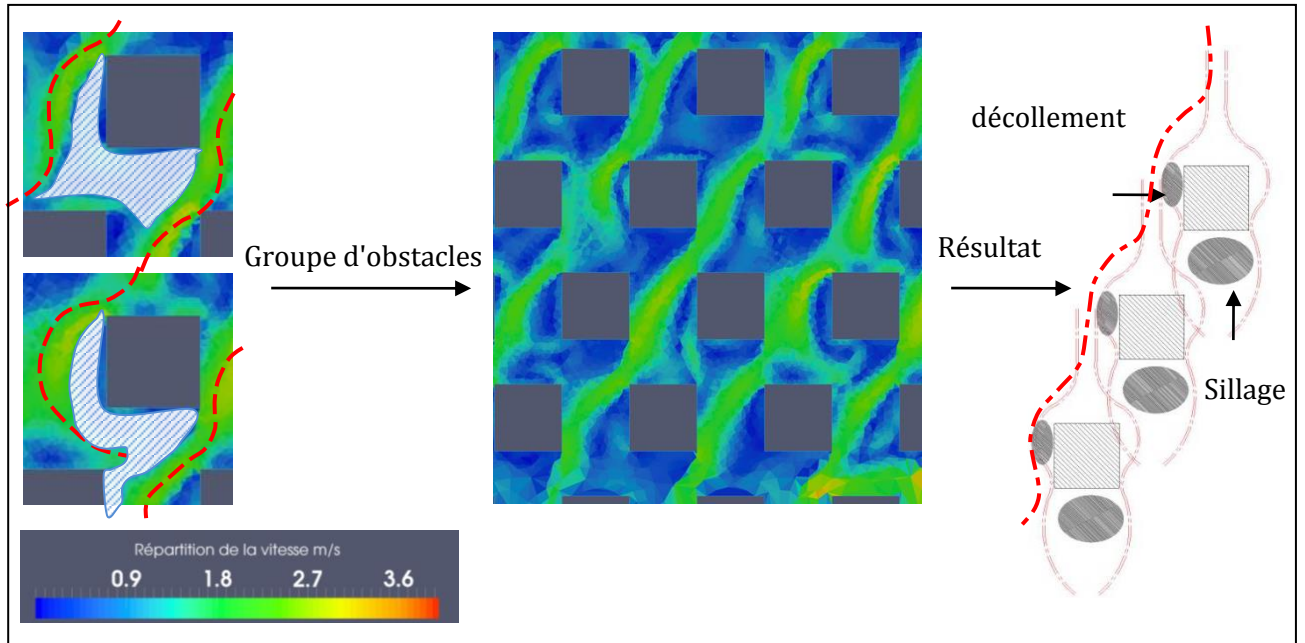 Groupe d'obstacles
décollement
Résultat
Sillage
Répartition de la vitesse m/s
0.9 1.8 2.7 3.6